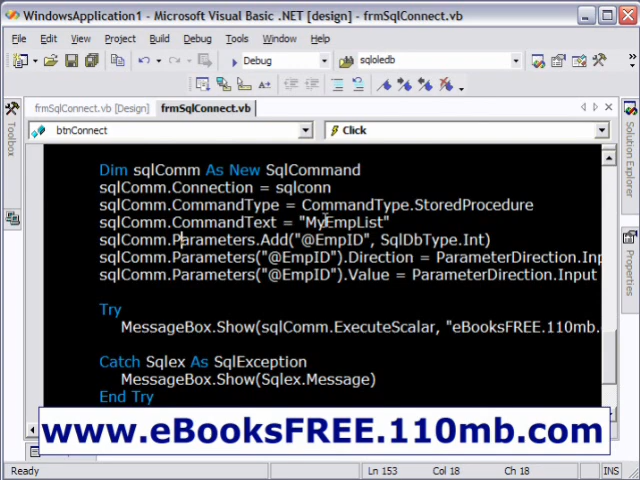 WindowsApplication1 - Microsoft Visual Basic .NET [design] - frmSqlConnect.vb
File Edit View Project Build Debug Tools Window Help
Debug sqloledb
frmSqlConnect.vb [Design] frmSqlConnect.vb
btnConnect Click
Toolbox
Solution Explorer
Dim sqlComm As New SqlCommand
sqlComm.Connection = sqlconn
sqlComm.CommandType = CommandType.StoredProcedure
sqlComm.CommandText = "MyEmpList"
sqlComm.Parameters.Add("@EmpID", SqlDbType.Int)
sqlComm.Parameters("@EmpID").Direction = ParameterDirection.Inp
sqlComm.Parameters("@EmpID").Value = ParameterDirection.Input
Try
MessageBox.Show(sqlComm.ExecuteScalar, "eBooksFREE.110mb.
Catch Sqlex As SqlException
MessageBox.Show(Sqlex.Message)
End Try
www.eBooksFREE.110mb.com
Ready Ln 153 Col 18 Ch 18 INS